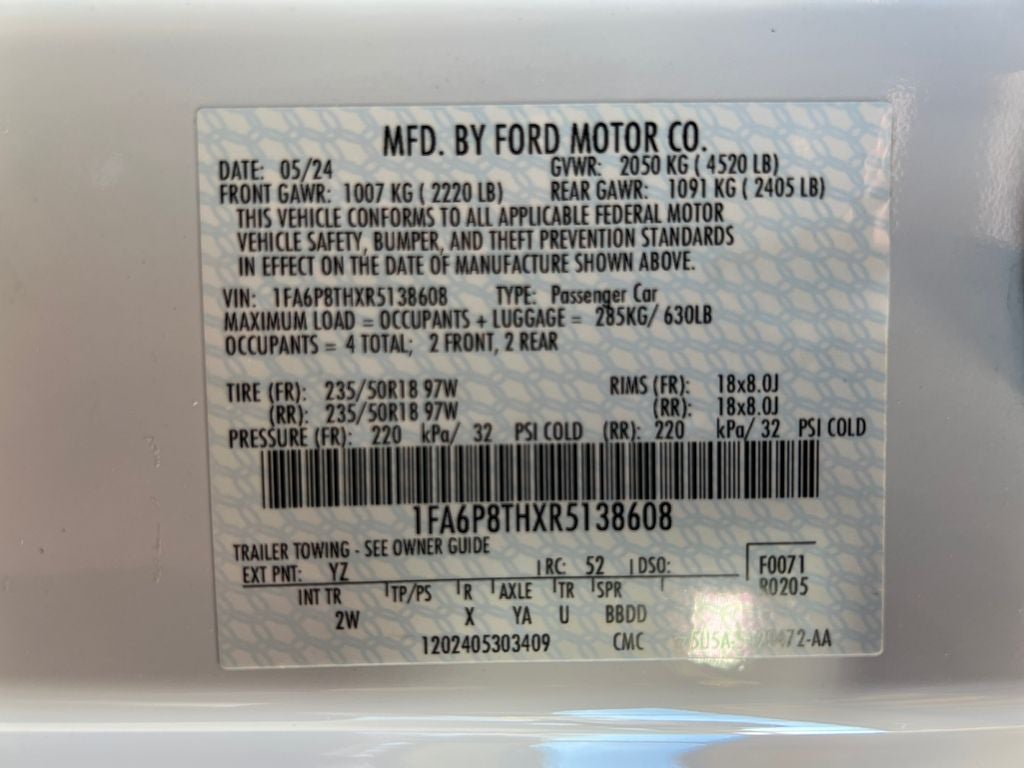 MFD. BY FORD MOTOR CO.
DATE: 05/24 GVWR: 2050 KG ( 4520 LB)
FRONT GAWR: 1007 KG ( 2220 LB) REAR GAWR: 1091 KG ( 2405 LB)
THIS VEHICLE CONFORMS TO ALL APPLICABLE FEDERAL MOTOR
VEHICLE SAFETY, BUMPER, AND THEFT PREVENTION STANDARDS
IN EFFECT ON THE DATE OF MANUFACTURE SHOWN ABOVE.
VIN: 1FA6P8THXR5138608 TYPE: Passenger Car
MAXIMUM LOAD = OCCUPANTS + LUGGAGE = 285KG/ 630LB
OCCUPANTS = 4 TOTAL; 2 FRONT, 2 REAR
TIRE (FR): 235/50R18 97W RIMS (FR): 18x8.0J
(RR): 235/50R18 97W (RR): 18x8.0J
PRESSURE (FR): 220 kPa/ 32 PSI COLD (RR): 220 kPa/ 32 PSI COLD
1FA6P8THXR5138608
TRAILER TOWING - SEE OWNER GUIDE
EXT PNT: YZ RC: 52 DSO: F0071
INT TR TP/PS R AXLE TR SPR R0205
2W X YA U BBDD
1202405303409 CMC